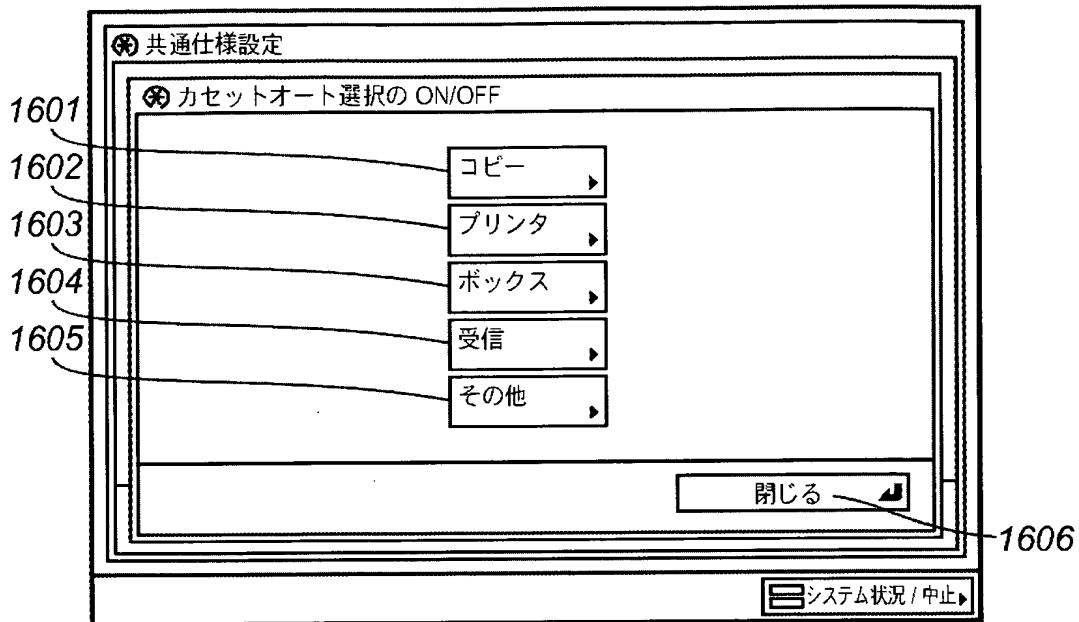 共通仕様設定
カセットオート選択の ON/OFF
1601
コピー
1602
プリンタ
1603
ボックス
1604
受信
1605
その他
閉じる
1606
システム状況 / 中止